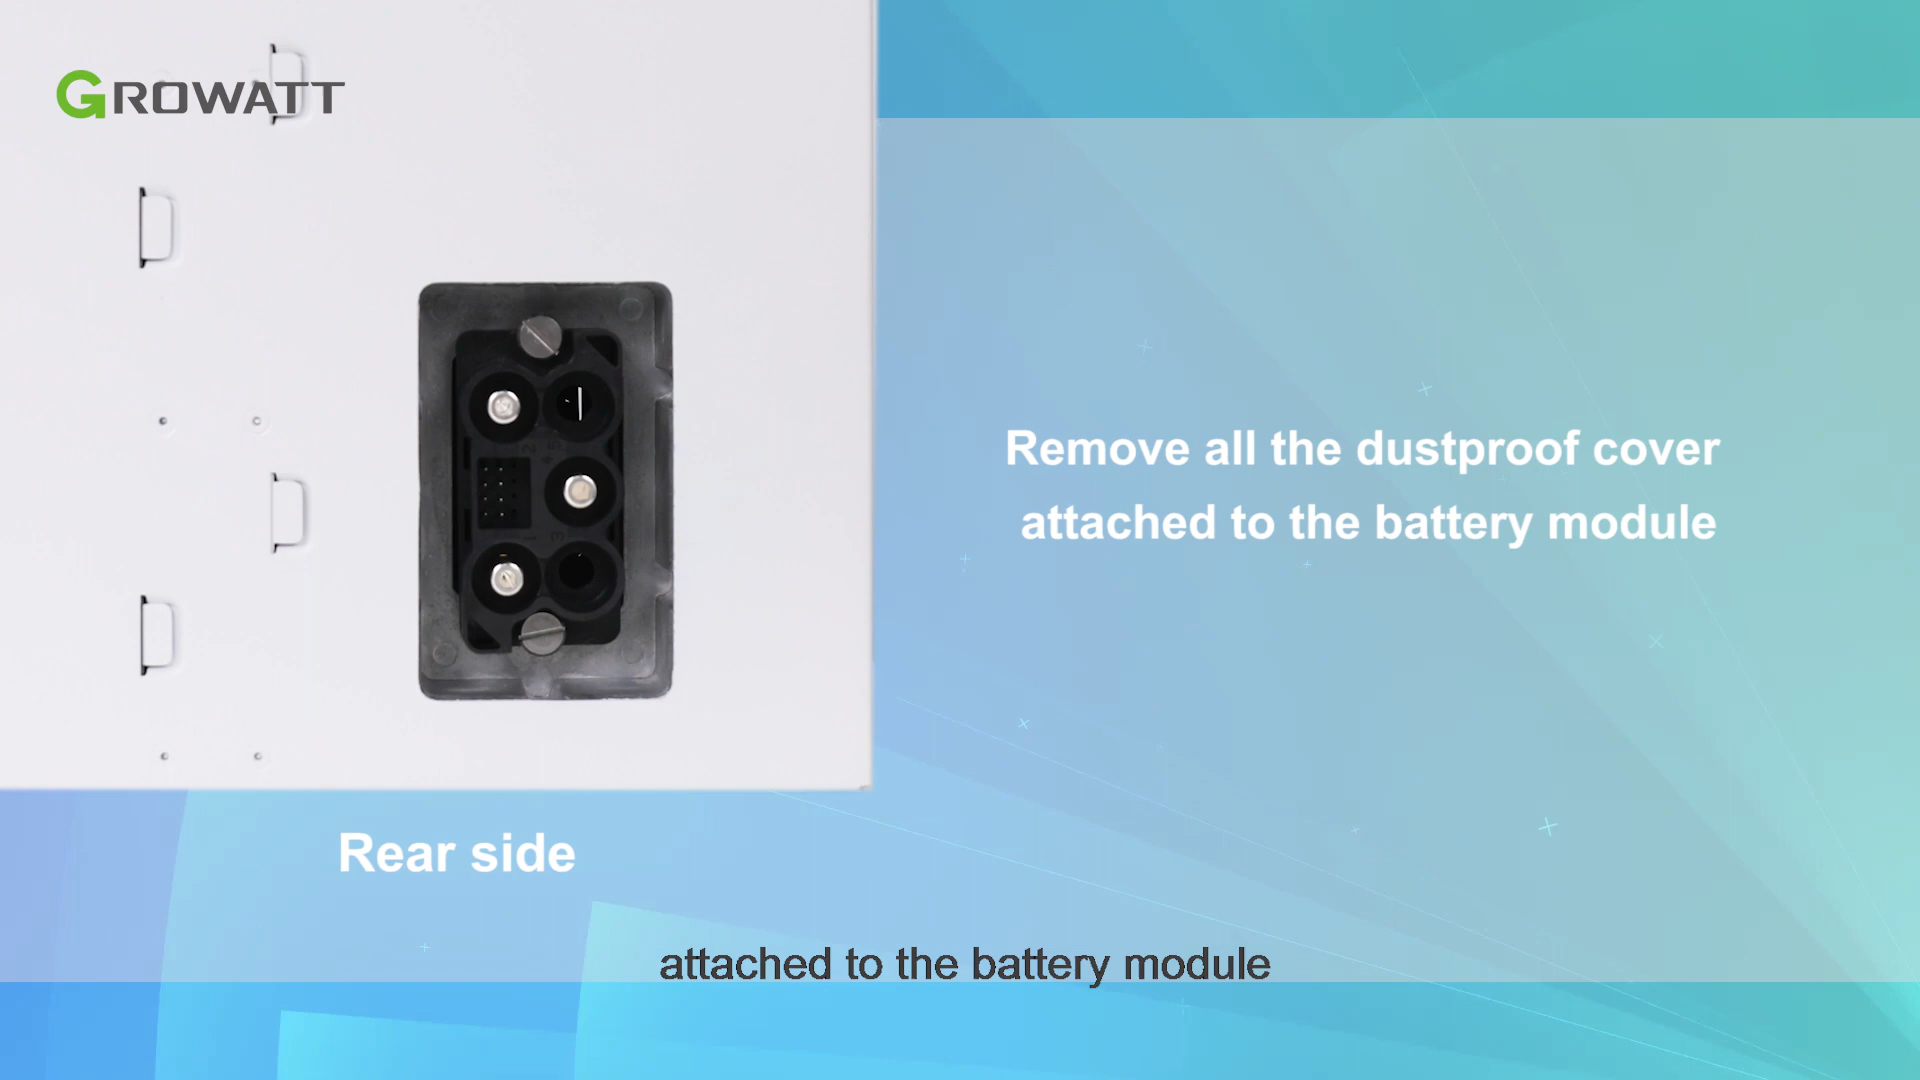 GROWATT
Remove all the dustproof cover
attached to the battery module
Rear side
attached to the battery module